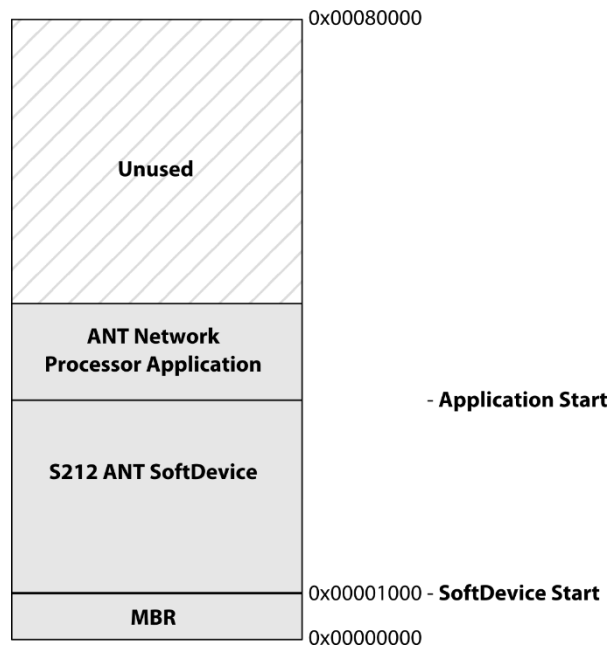 0x00080000
Unused
ANT Network
Processor Application
- Application Start
S212 ANT SoftDevice
0x00001000 - SoftDevice Start
MBR
0x00000000